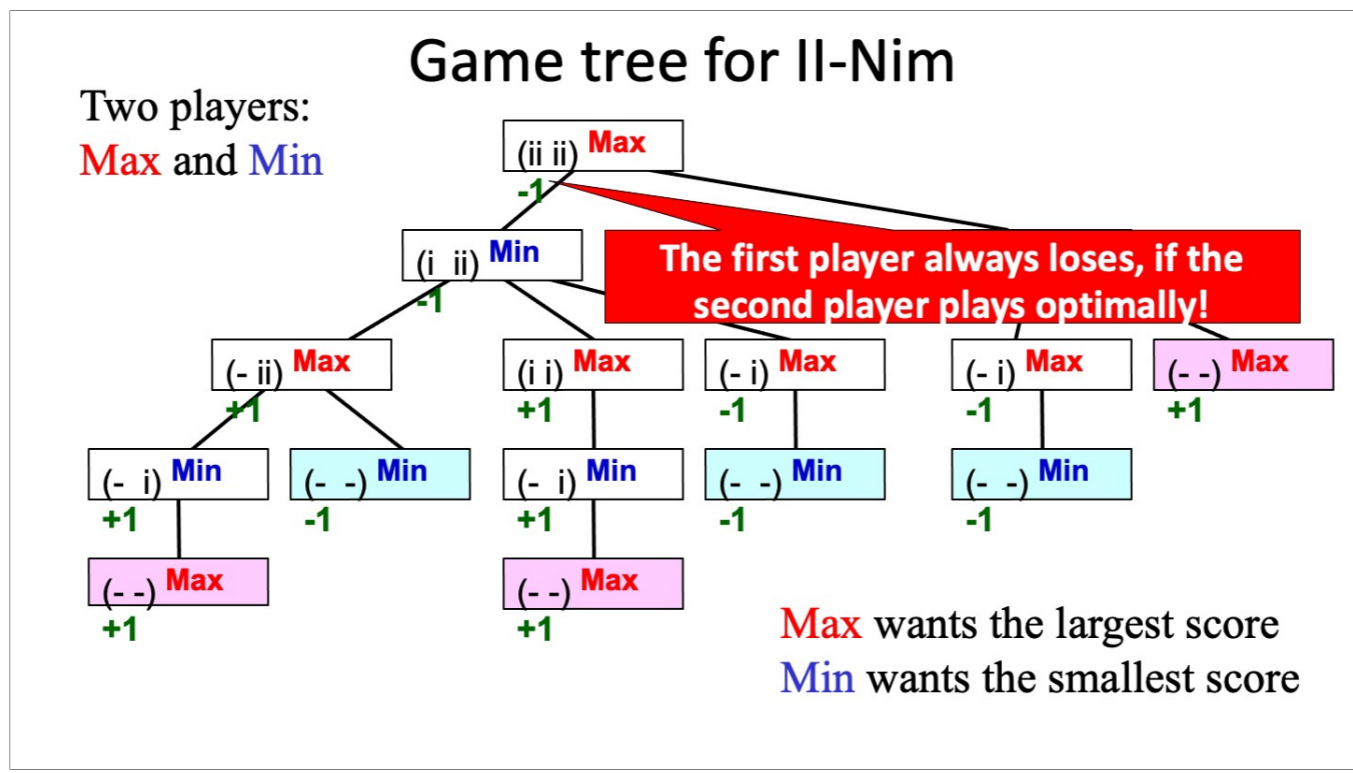 Game tree for II-Nim
Two players:
Max and Min
(ii ii) Max
-1
(i ii) Min
-1
The first player always loses, if the
second player plays optimally!
(- ii) Max
+1
(i i) Max
+1
(- i) Max
-1
(- i) Max
-1
(- -) Max
+1
(- i) Min
+1
(- -) Min
-1
(- i) Min
+1
(- -) Min
-1
(- -) Min
-1
(- -) Max
+1
(- -) Max
+1
Max wants the largest score
Min wants the smallest score